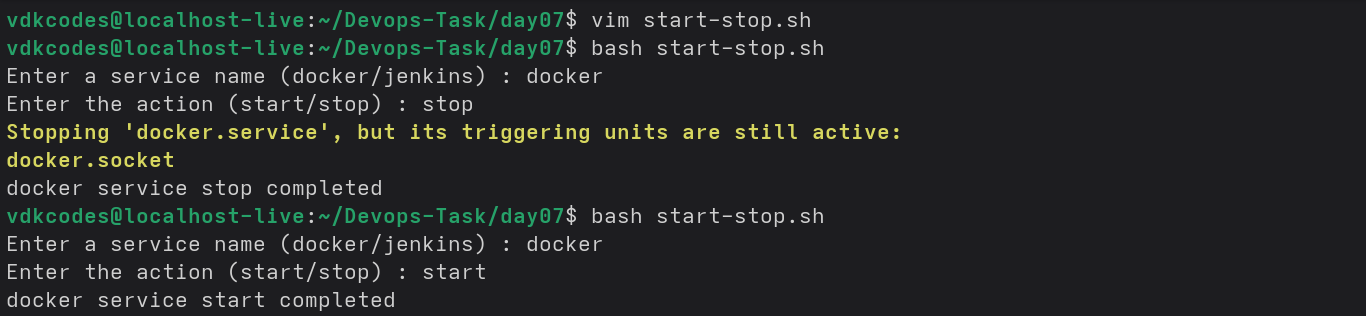 vdkcodes@localhost-live:~/Devops-Task/day07$ vim start-stop.sh
vdkcodes@localhost-live:~/Devops-Task/day07$ bash start-stop.sh
Enter a service name (docker/jenkins) : docker
Enter the action (start/stop) : stop
Stopping 'docker.service', but its triggering units are still active:
docker.socket
docker service stop completed
vdkcodes@localhost-live:~/Devops-Task/day07$ bash start-stop.sh
Enter a service name (docker/jenkins) : docker
Enter the action (start/stop) : start
docker service start completed